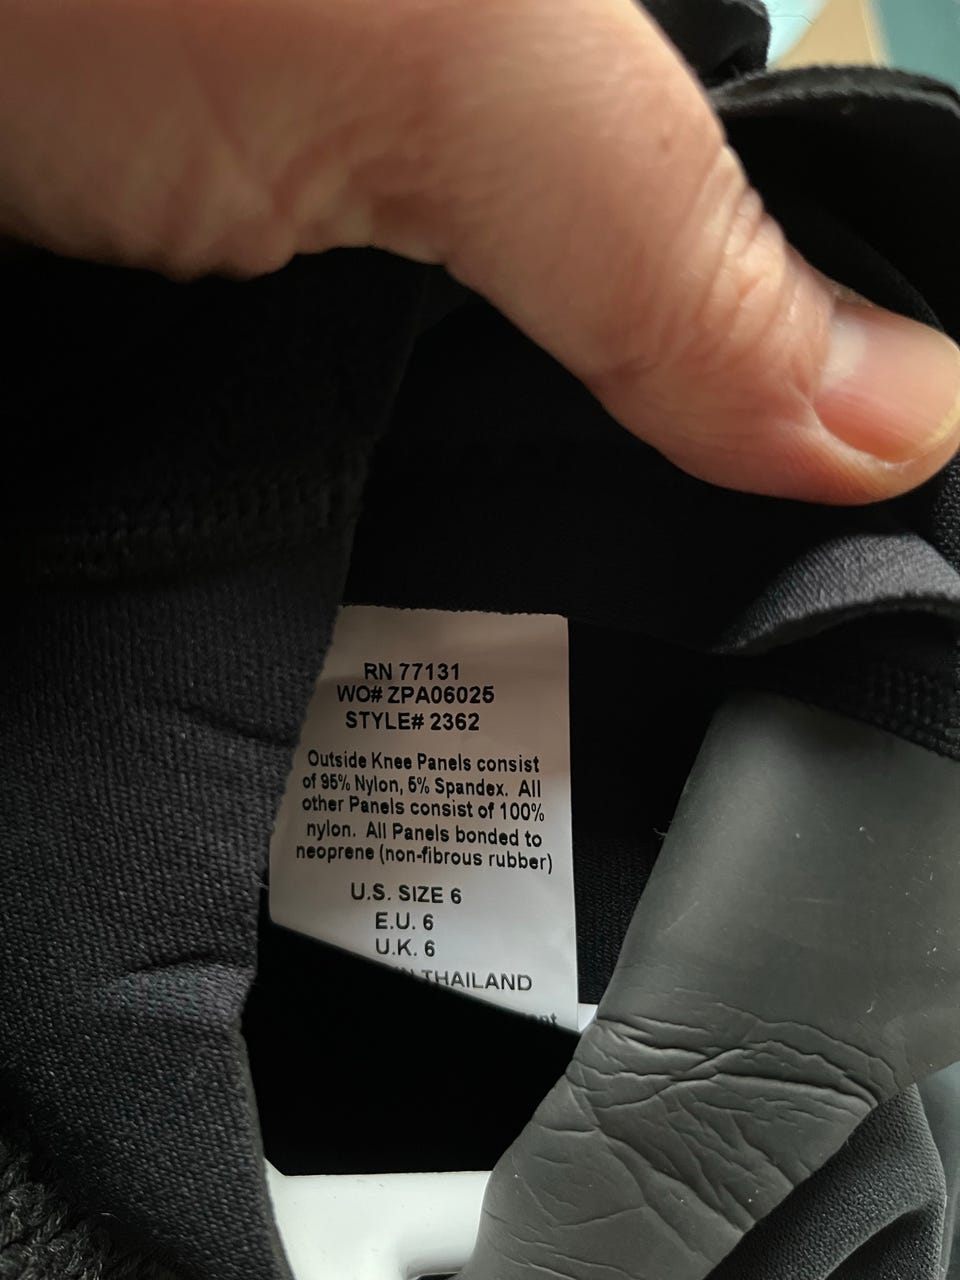 RN 77131
WO# ZPA06025
STYLE# 2362
Outside Knee Panels consist
of 95% Nylon, 5% Spandex. All
other Panels consist of 100%
nylon. All Panels bonded to
neoprene (non-fibrous rubber)
U.S. SIZE 6
E.U. 6
U.K. 6
THAILAND